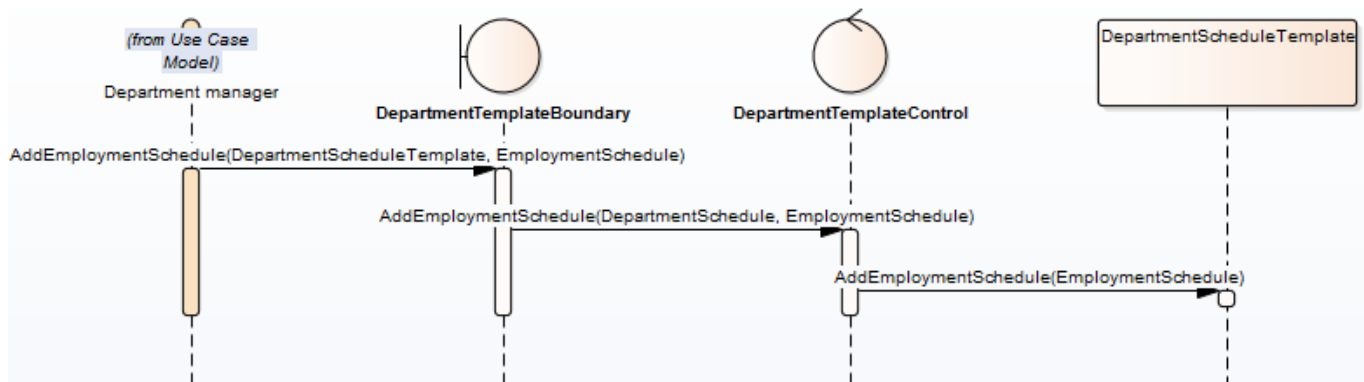 (from Use Case
Model)
Department manager
DepartmentTemplateBoundary
DepartmentTemplateControl
DepartmentScheduleTemplate
AddEmploymentSchedule(DepartmentScheduleTemplate, EmploymentSchedule)
AddEmploymentSchedule(DepartmentSchedule, EmploymentSchedule)
AddEmploymentSchedule(EmploymentSchedule)